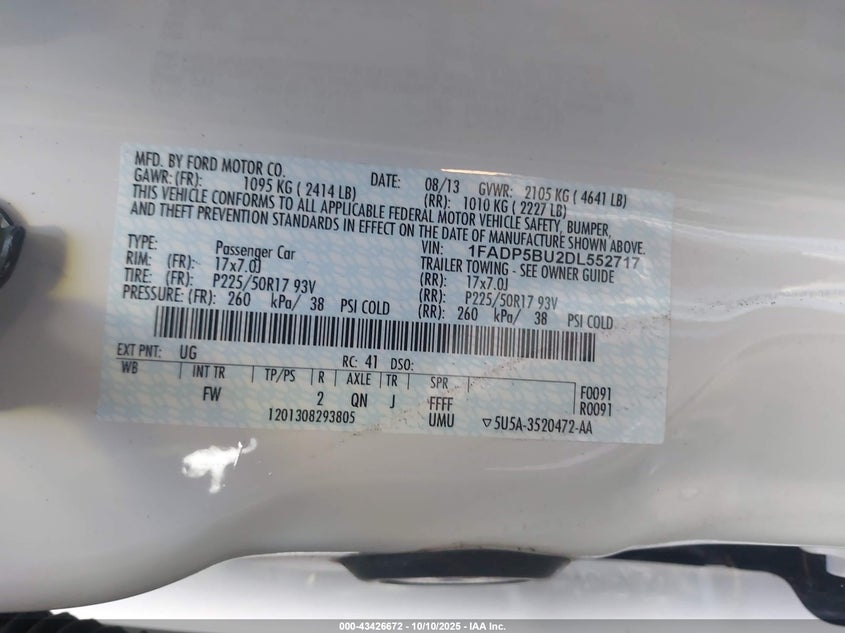 MFD. BY FORD MOTOR CO. DATE: 08/13 GVWR: 2105 KG ( 4641 LB)
GAWR: (FR): 1095 KG ( 2414 LB) (RR): 1010 KG ( 2227 LB)
THIS VEHICLE CONFORMS TO ALL APPLICABLE FEDERAL MOTOR VEHICLE SAFETY, BUMPER,
AND THEFT PREVENTION STANDARDS IN EFFECT ON THE DATE OF MANUFACTURE SHOWN ABOVE.
VIN: 1FADP5BU2DL552717
TYPE: Passenger Car TRAILER TOWING - SEE OWNER GUIDE
RIM: (FR): 17x7.0J (RR): 17x7.0J
TIRE: (FR): P225/50R17 93V (RR): P225/50R17 93V
PRESSURE: (FR): 260 kPa/ 38 PSI COLD (RR): 260 kPa/ 38 PSI COLD
EXT PNT: UG RC: 41 DSO:
WB INT TR TP/PS R AXLE TR SPR F0091
FW 2 QN J FFFF R0091
1201308293805 UMU ▽5U5A-3520472-AA
000-43426672 - 10/10/2025 - IAA Inc.